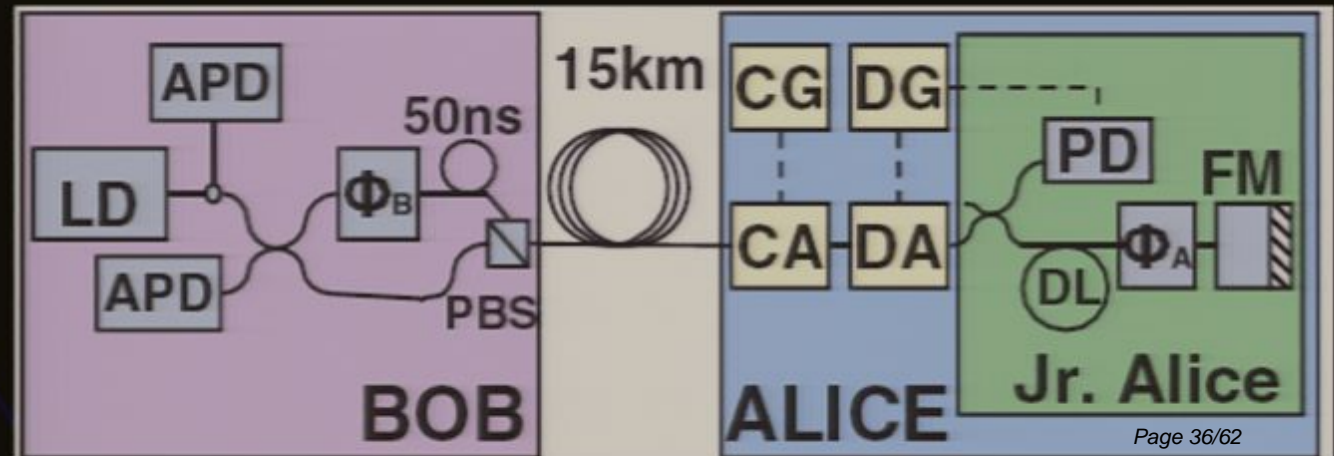 APD
50ns
LD
ΦB
APD
PBS
BOB
15km
CG
DG
PD
FM
CA
DA
DL
ΦA
Jr. Alice
ALICE
Page 36/62